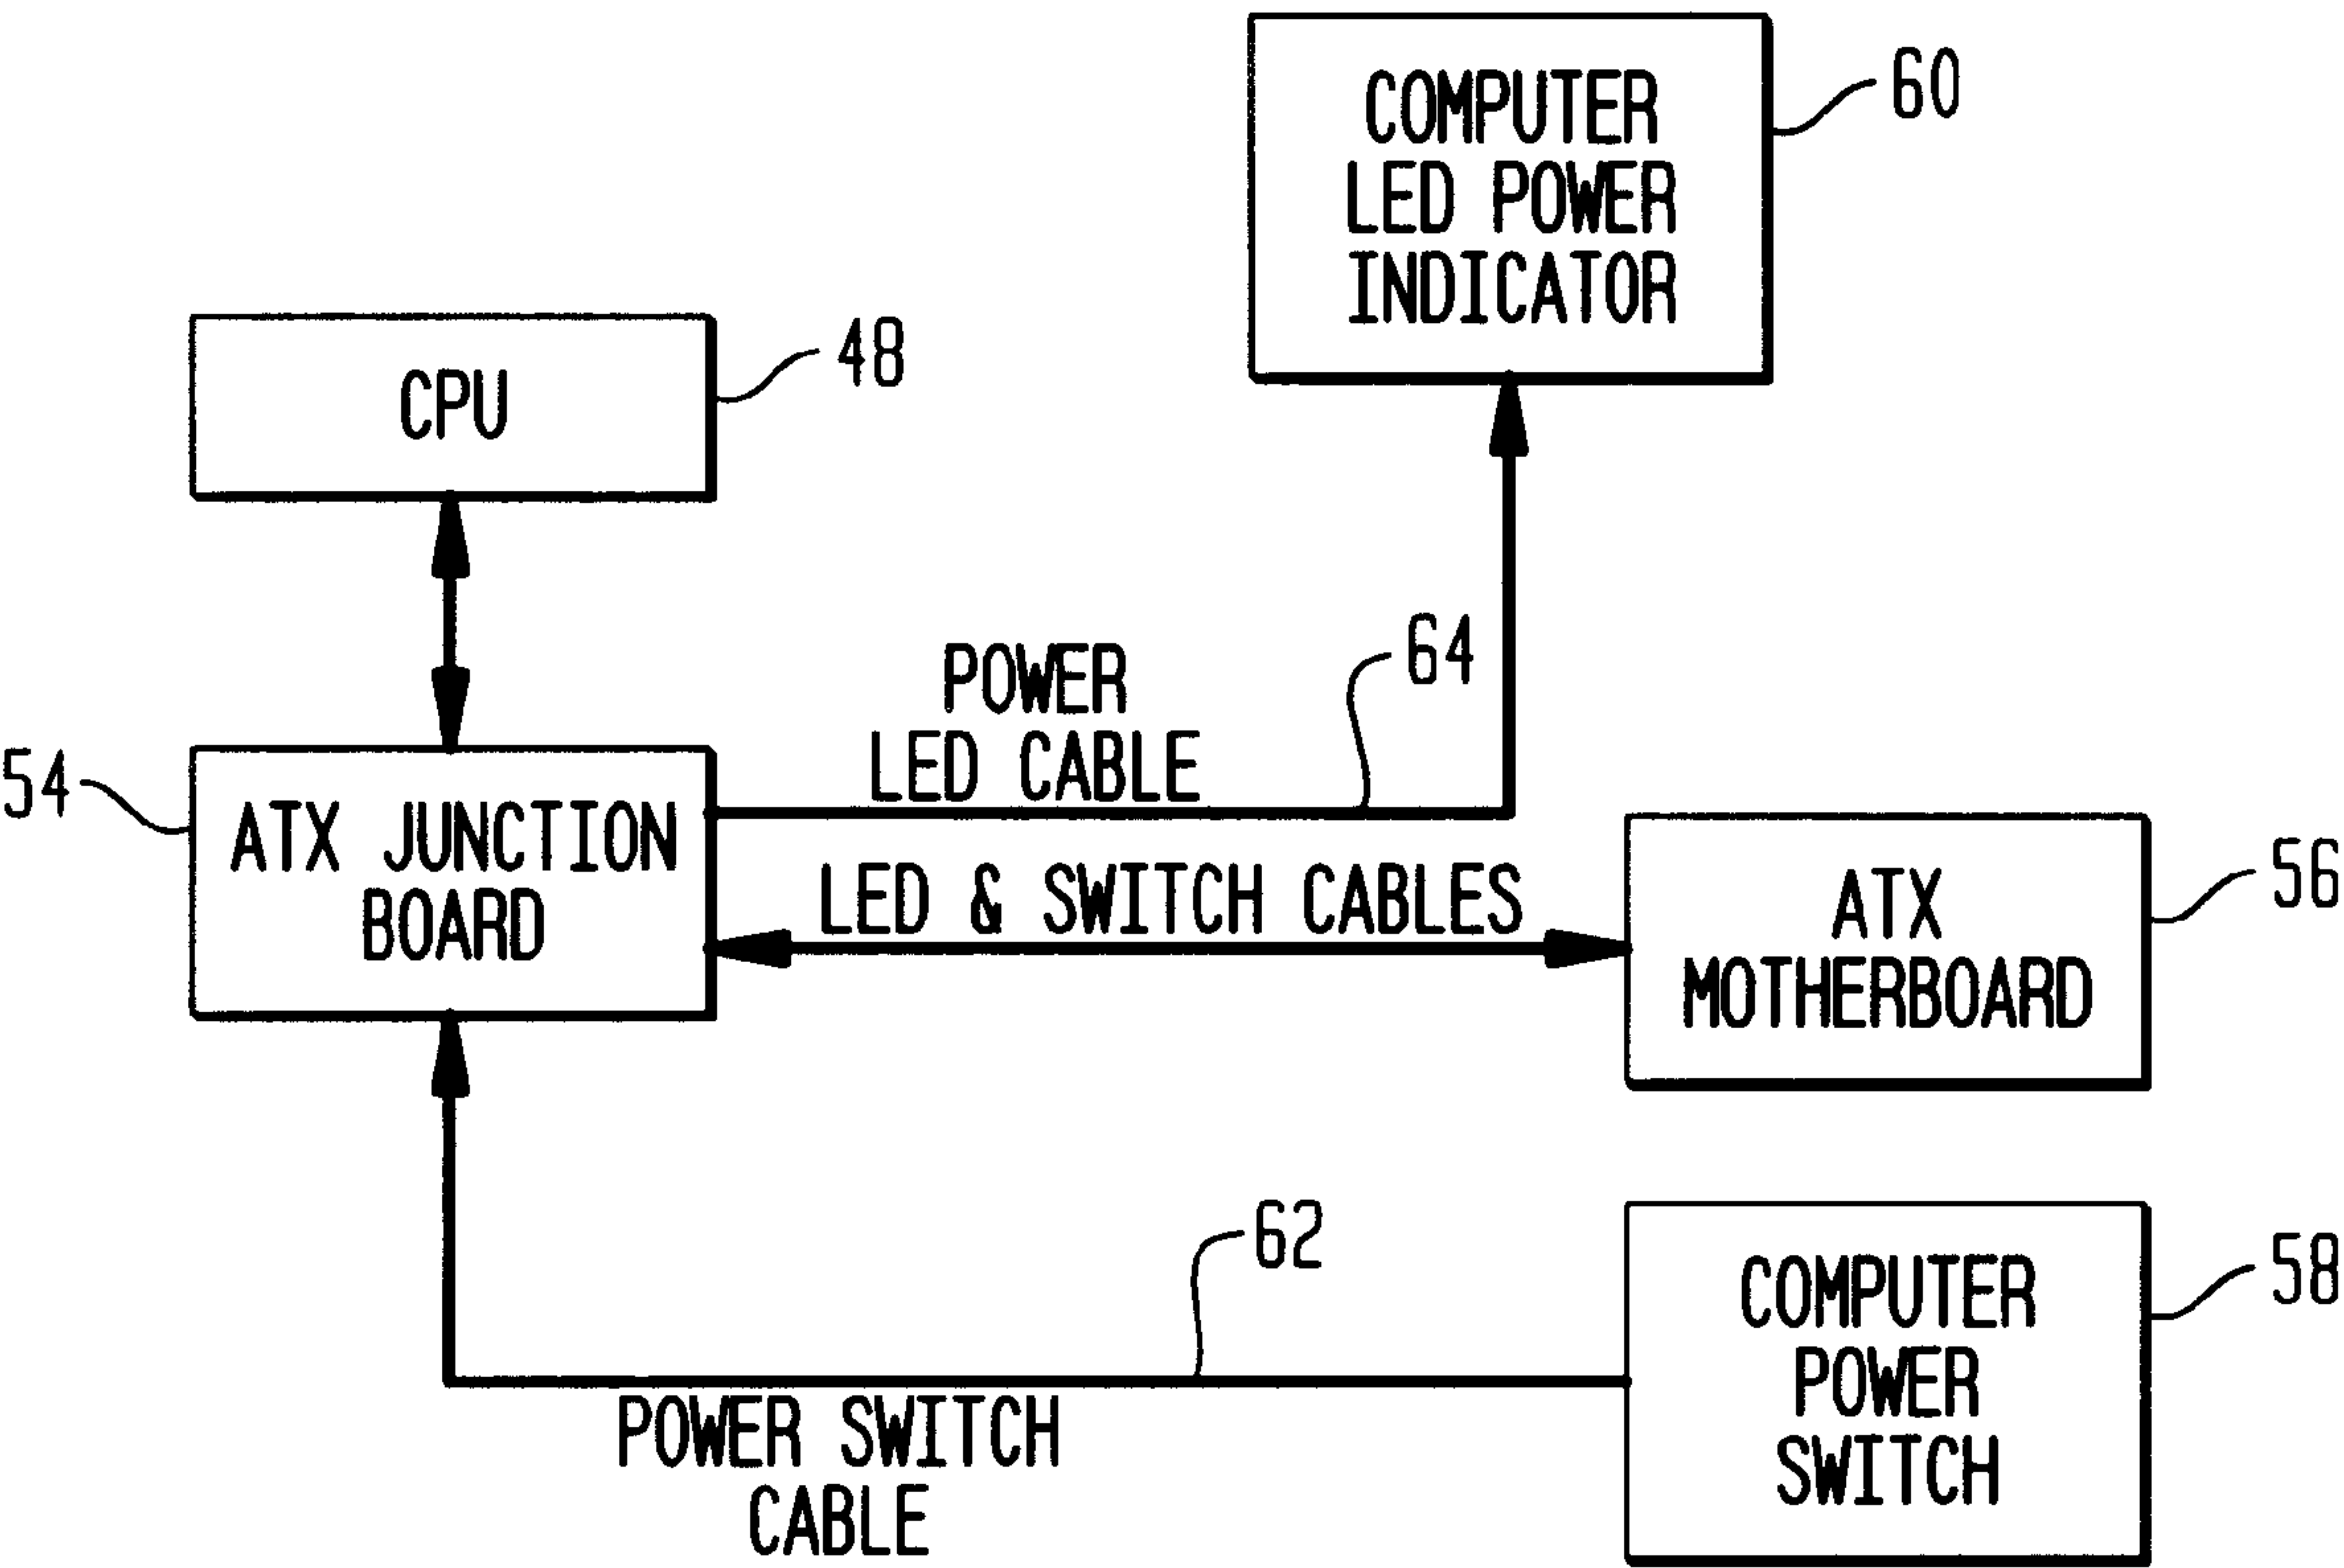 COMPUTER
LED POWER
INDICATOR
60
CPU
48
POWER
LED CABLE
64
54
ATX JUNCTION
BOARD
LED & SWITCH CABLES
ATX
MOTHERBOARD
56
62
POWER SWITCH
CABLE
COMPUTER
POWER
SWITCH
58